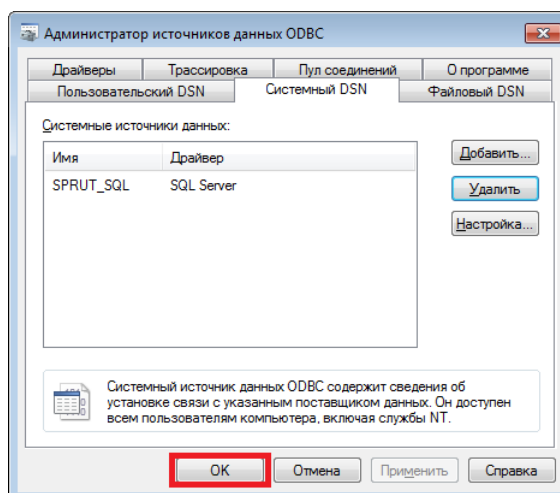 Администратор источников данных ODBC
Драйверы Трассировка Пул соединений О программе
Пользовательский DSN Системный DSN Файловый DSN
Системные источники данных:
Имя Драйвер
SPRUT_SQL SQL Server
Добавить...
Удалить
Настройка...
Системный источник данных ODBC содержит сведения об
установке связи с указанным поставщиком данных. Он доступен
всем пользователям компьютера, включая службы NT.
OK Отмена Применить Справка